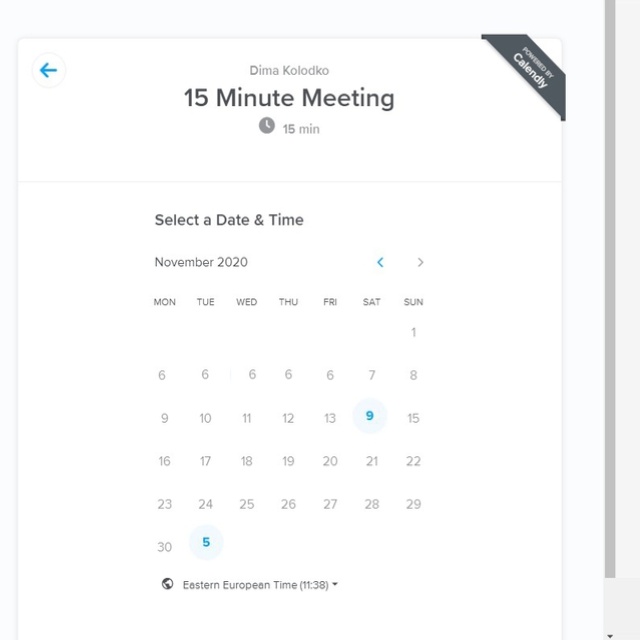 POWERED BY
Calendly
Dima Kolodko
15 Minute Meeting
15 min
Select a Date & Time
November 2020
MON TUE WED THU FRI SAT SUN
1
6 6 6 6 6 7 8
9 10 11 12 13 9 15
16 17 18 19 20 21 22
23 24 25 26 27 28 29
30 5
Eastern European Time (11:38)